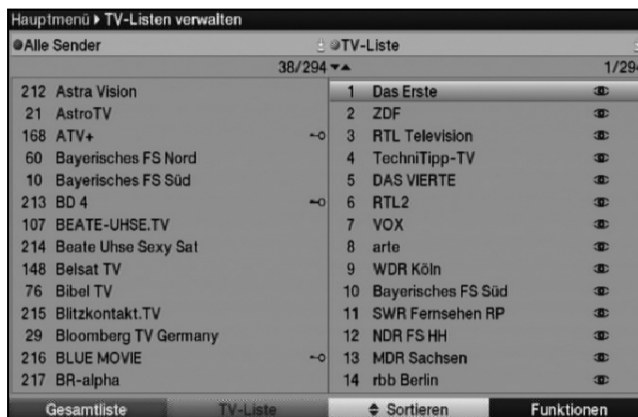 Hauptmenü ▶ TV-Listen verwalten
Alle Sender
38/294
212 Astra Vision
21 AstroTV
168 ATV+
60 Bayerisches FS Nord
10 Bayerisches FS Süd
213 BD 4
107 BEATE-UHSE.TV
214 Beate Uhse Sexy Sat
148 Belsat TV
76 Bibel TV
215 Blitzkontakt.TV
29 Bloomberg TV Germany
216 BLUE MOVIE
217 BR-alpha
TV-Liste
1/294
1 Das Erste
2 ZDF
3 RTL Television
4 TechniTipp-TV
5 DAS VIERTE
6 RTL2
7 VOX
8 arte
9 WDR Köln
10 Bayerisches FS Süd
11 SWR Fernsehen RP
12 NDR FS HH
13 MDR Sachsen
14 rbb Berlin
Gesamtliste TV-Liste Sortieren Funktionen